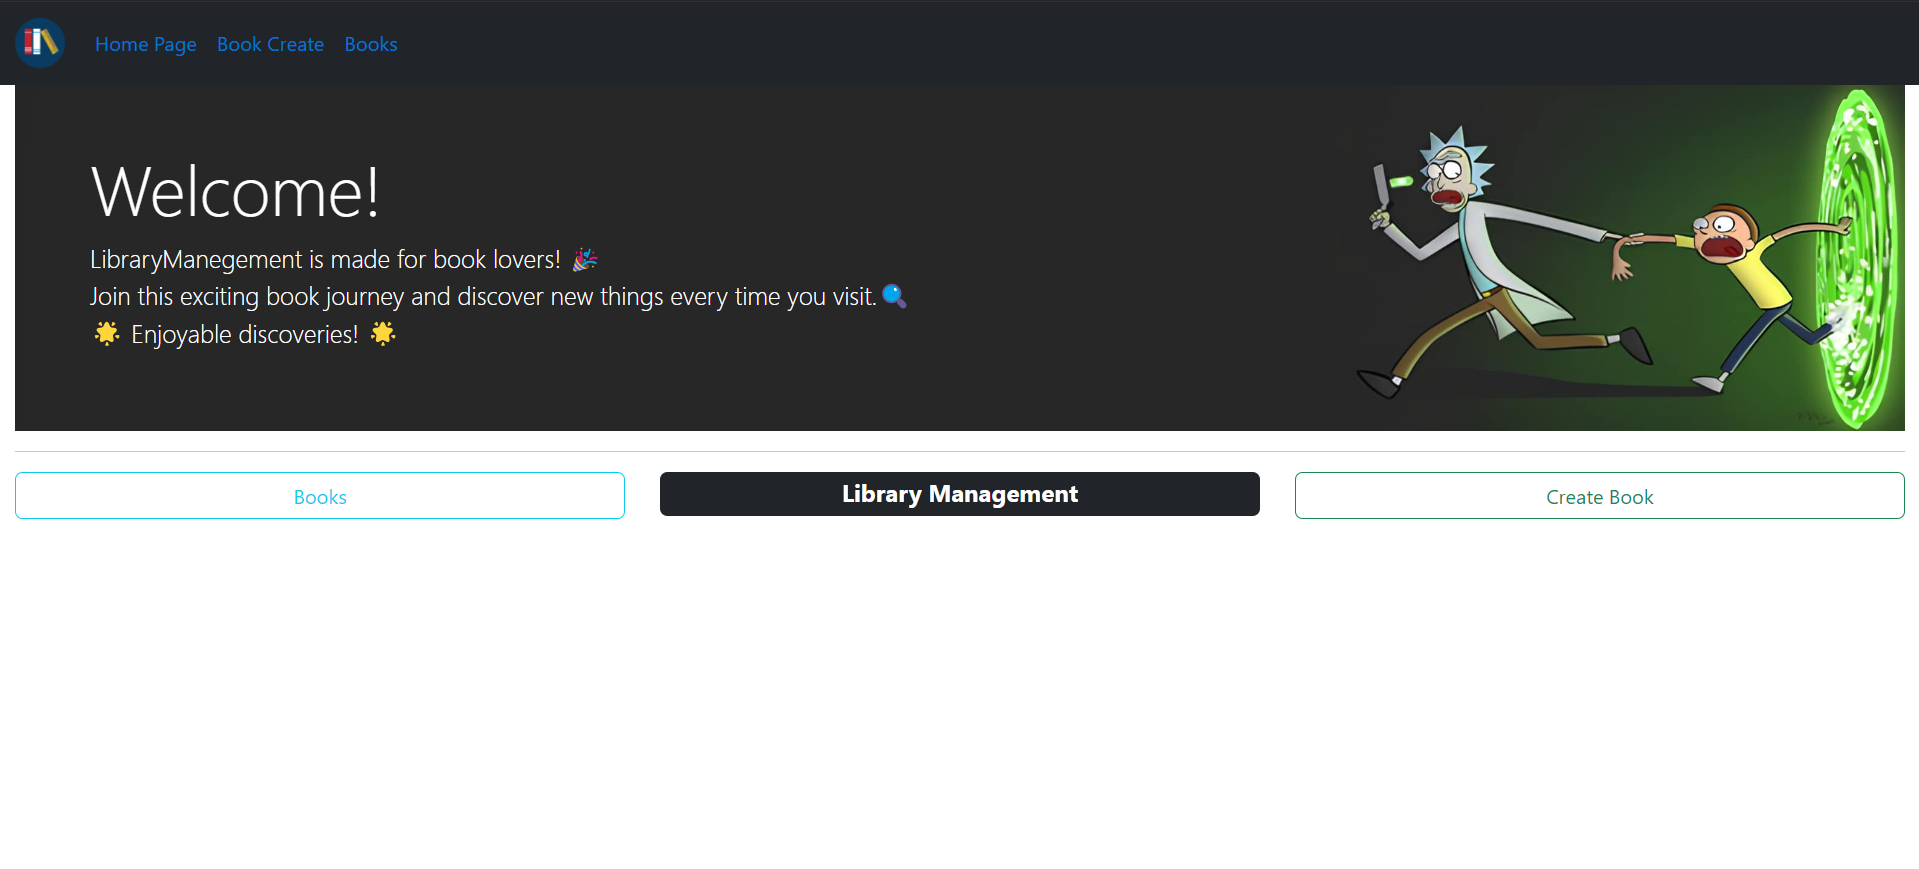 Home Page Book Create Books
Welcome!
LibraryManegement is made for book lovers! 🎉
Join this exciting book journey and discover new things every time you visit.🔍
🌟 Enjoyable discoveries! 🌟
Books Library Management Create Book